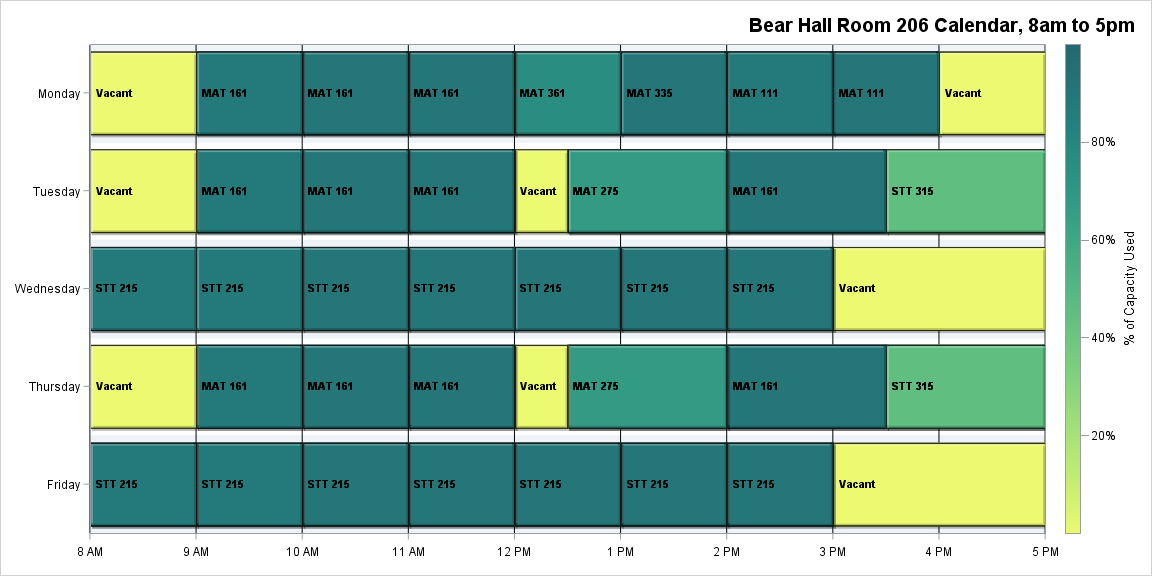 Bear Hall Room 206 Calendar, 8am to 5pm
Monday
Vacant
MAT 161
MAT 161
MAT 161
MAT 361
MAT 335
MAT 111
MAT 111
Vacant
Tuesday
Vacant
MAT 161
MAT 161
MAT 161
Vacant
MAT 275
MAT 161
STT 315
Wednesday
STT 215
STT 215
STT 215
STT 215
STT 215
STT 215
STT 215
Vacant
Thursday
Vacant
MAT 161
MAT 161
MAT 161
Vacant
MAT 275
MAT 161
STT 315
Friday
STT 215
STT 215
STT 215
STT 215
STT 215
STT 215
STT 215
Vacant
8 AM
9 AM
10 AM
11 AM
12 PM
1 PM
2 PM
3 PM
4 PM
5 PM
80%
60%
40%
20%
% of Capacity Used